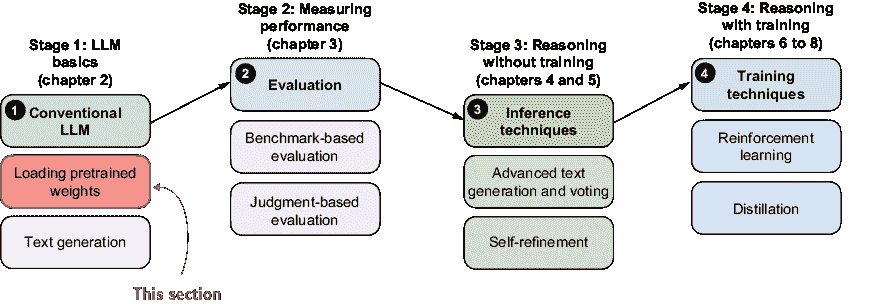 Stage 1: LLM
basics
(chapter 2)
1
Conventional
LLM
Loading pretrained
weights
Text generation
This section
Stage 2: Measuring
performance
(chapter 3)
2
Evaluation
Benchmark-based
evaluation
Judgment-based
evaluation
Stage 3: Reasoning
without training
(chapters 4 and 5)
3
Inference
techniques
Advanced text
generation and voting
Self-refinement
Stage 4: Reasoning
with training
(chapters 6 to 8)
4
Training
techniques
Reinforcement
learning
Distillation